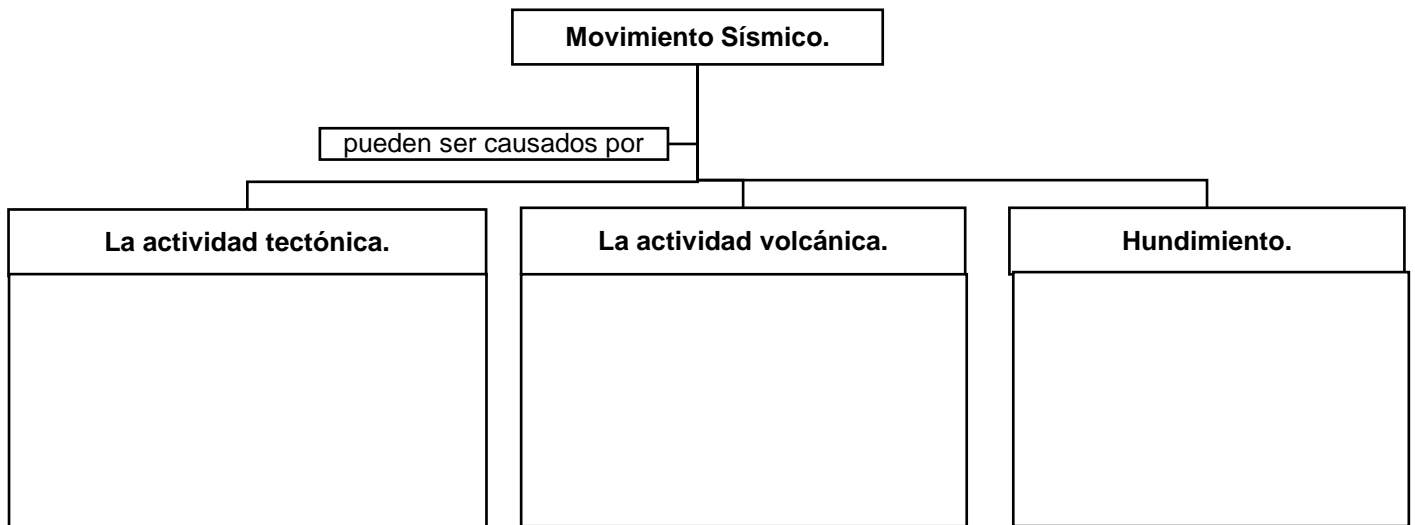 Movimiento Sísmico.
pueden ser causados por
La actividad tectónica.
La actividad volcánica.
Hundimiento.